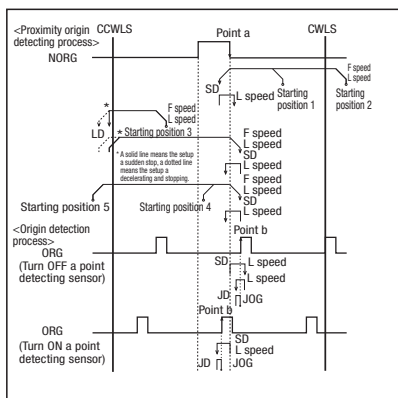 <Proximity origin detecting process>
CCWLS
Point a
CWLS
NORG
SD
L speed
Starting position 1
F speed
L speed
Starting position 2
*
F speed
L speed
LD
* Starting position 3
F speed
L speed
SD
L speed
* A solid line means the setup
a sudden stop, a dotted line
means the setup a
decelerating and stopping.
F speed
L speed
SD
L speed
Starting position 5
Starting position 4
<Origin detection
process>
Point b
ORG
(Turn OFF a point
detecting sensor)
SD
L speed
L speed
JD
JOG
Point b
ORG
(Turn ON a point
detecting sensor)
SD
L speed
JD
JOG